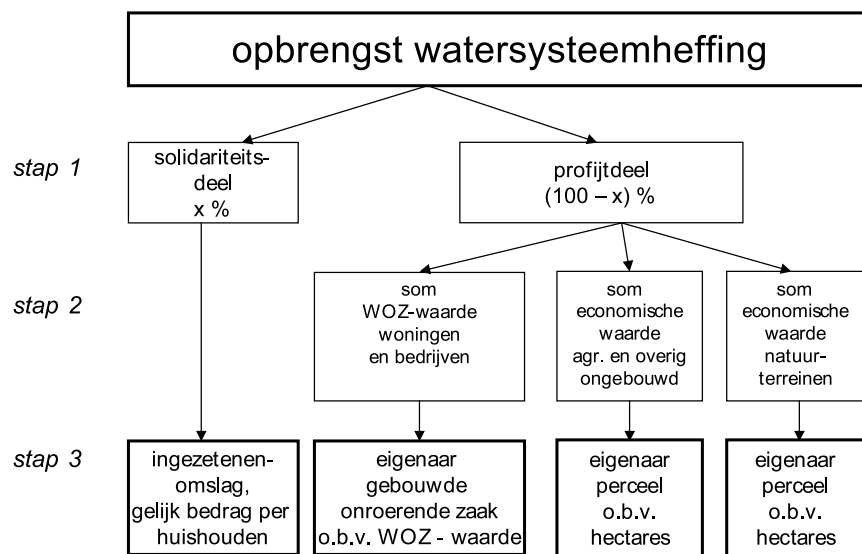 opbrengst watersysteemheffing
stap 1
solidariteits-
deel
x %
profijtdeel
(100 – x) %
stap 2
som
WOZ-waarde
woningen
en bedrijven
som
economische
waarde
agr. en overig
ongebouwd
som
economische
waarde
natuur-
terreinen
stap 3
ingezetenen-
omslag,
gelijk bedrag per
huishouden
eigenaar
gebouwde
onroerende zaak
o.b.v. WOZ - waarde
eigenaar
perceel
o.b.v.
hectares
eigenaar
perceel
o.b.v.
hectares